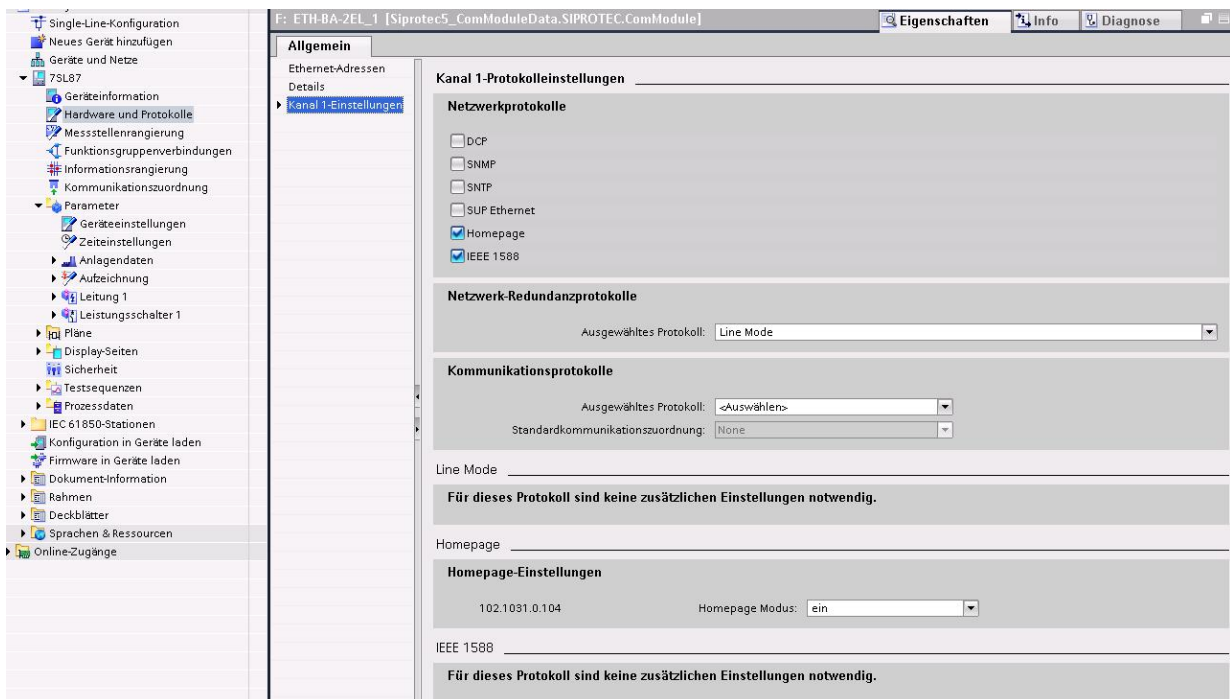 Single-Line-Konfiguration
Neues Gerät hinzufügen
Geräte und Netze
7SL87
Geräteinformation
Hardware und Protokolle
Messstellenrangierung
Funktionsgruppenverbindungen
Informationsrangierung
Kommunikationszuordnung
Parameter
Geräteeinstellungen
Zeiteinstellungen
Anlagendaten
Aufzeichnung
Leitung 1
Leistungsschalter 1
Pläne
Display-Seiten
Sicherheit
Testsequenzen
Prozessdaten
IEC 61850-Stationen
Konfiguration in Geräte laden
Firmware in Geräte laden
Dokument-Information
Rahmen
Deckblätter
Sprachen & Ressourcen
Online-Zugänge
F: ETH-BA-2EL_1 [Siprotec5_ComModuleData.SIPROTEC.ComModule]
Eigenschaften
Info
Diagnose
Allgemein
Ethernet-Adressen
Details
Kanal 1-Einstellungen
Kanal 1-Protokolleinstellungen
Netzwerkprotokolle
DCP
SNMP
SNTP
SUP Ethernet
Homepage
IEEE 1588
Netzwerk-Redundanzprotokolle
Ausgewähltes Protokoll: Line Mode
Kommunikationsprotokolle
Ausgewähltes Protokoll: <Auswählen>
Standardkommunikationszuordnung: None
Line Mode
Für dieses Protokoll sind keine zusätzlichen Einstellungen notwendig.
Homepage
Homepage-Einstellungen
102.1031.0.104 Homepage Modus: ein
IEEE 1588
Für dieses Protokoll sind keine zusätzlichen Einstellungen notwendig.